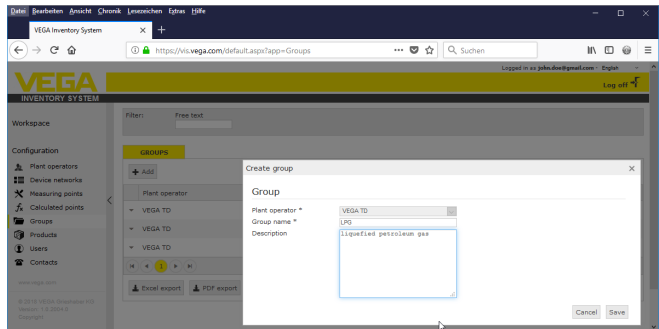 Datei Bearbeiten Ansicht Chronik Lesezeichen Extras Hilfe
VEGA Inventory System
https://vis.vega.com/default.aspx?app=Groups
Suchen
Logged in as john.doe@gmail.com - English
VEGA
Log off
INVENTORY SYSTEM
Workspace
Filter:
Free text
Configuration
GROUPS
Plant operators
Add
Device networks
Measuring points
Plant operator
Calculated points
VEGA TD
Groups
VEGA TD
Products
VEGA TD
Users
Contacts
1
www.vega.com
Excel export
PDF export
Copyright
Create group
Group
Plant operator *
VEGA TD
Group name *
LPG
Description
liquefied petroleum gas
Cancel
Save